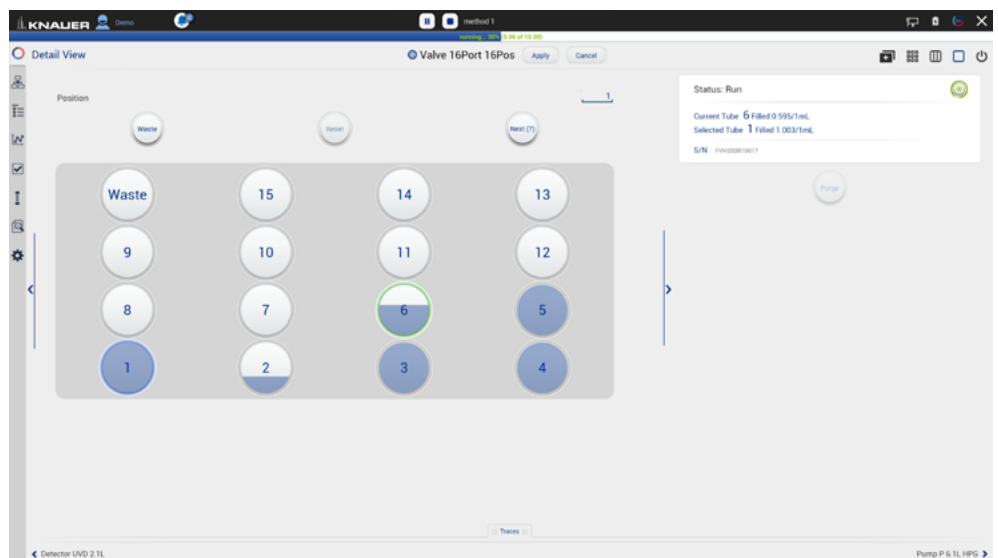 KNAUER Demo method 1
running... 50% (5.06 of 10.00)
Detail View Valve 16Port 16Pos Apply Cancel
Position 1
Waste Reset Next (7)
Waste 15 14 13
9 10 11 12
8 7 6 5
1 2 3 4
Status: Run
Current Tube 6 Filled 0.595/1mL
Selected Tube 1 Filled 1.003/1mL
S/N
Purge
Traces
Detector UVD 2.1L Pump P 6.1L HPG